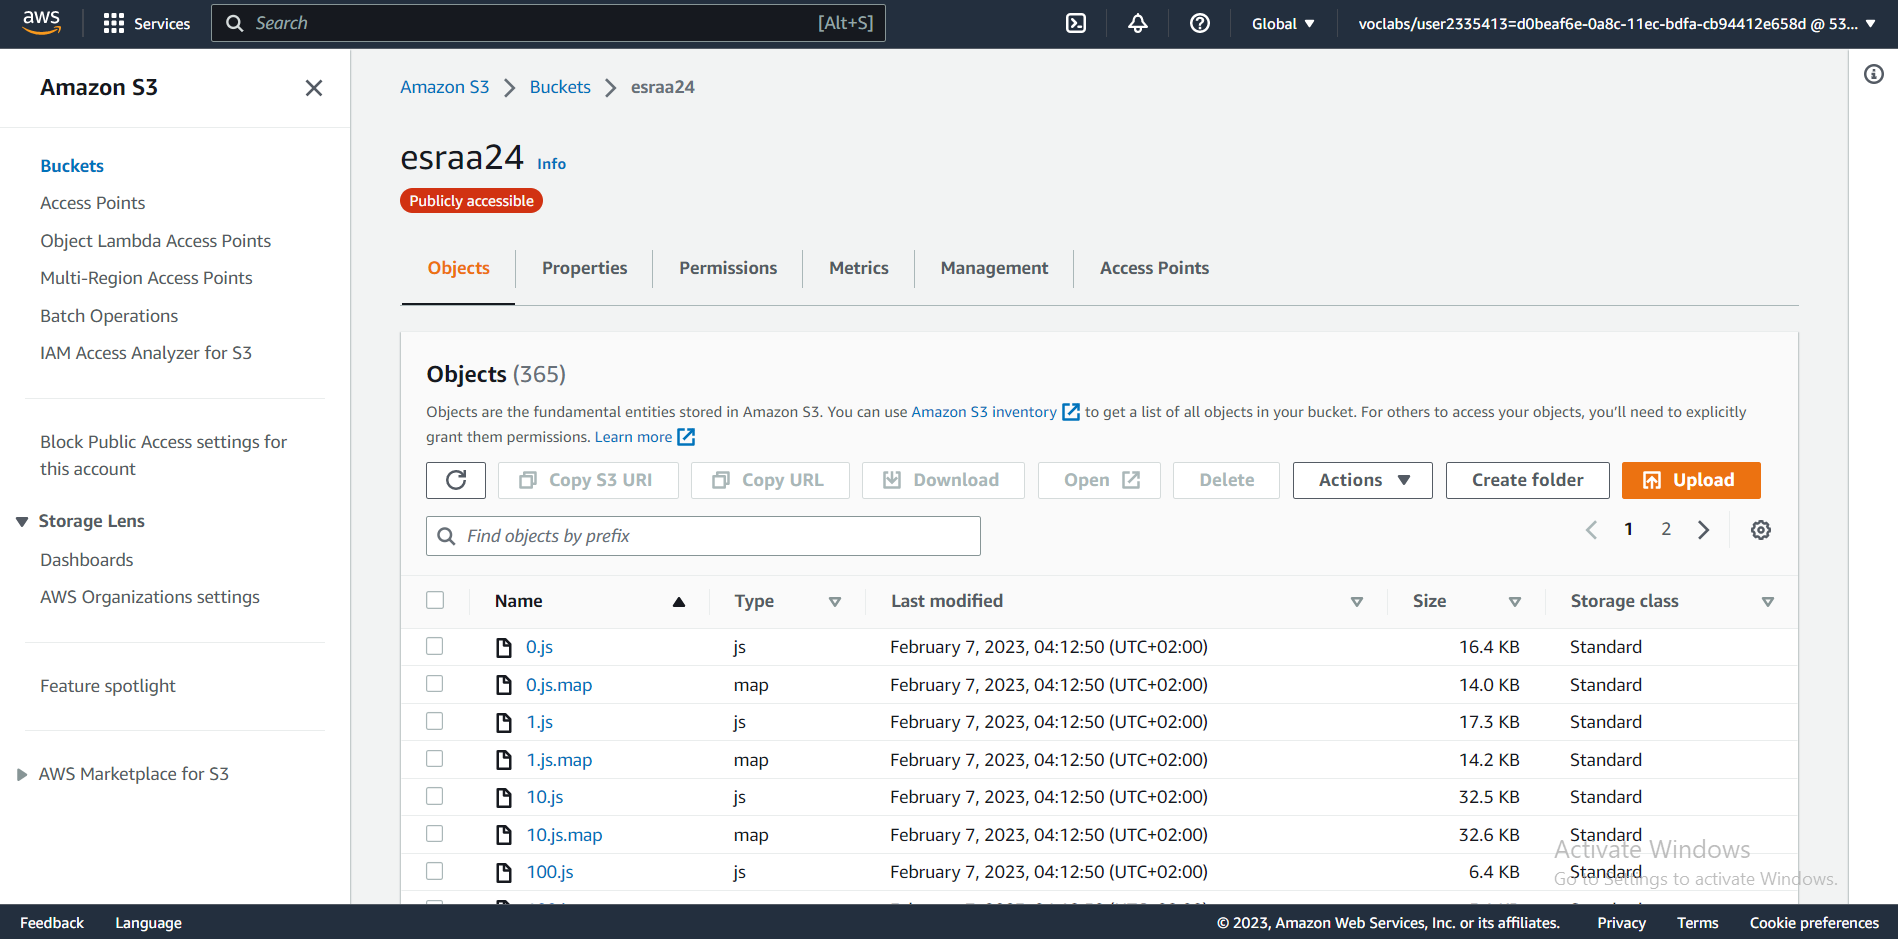 aws Services Search [Alt+S] Global voclabs/user2335413=d0beaf6e-0a8c-11ec-bdfa-cb94412e658d @ 53...
Amazon S3
Buckets
Access Points
Object Lambda Access Points
Multi-Region Access Points
Batch Operations
IAM Access Analyzer for S3
Block Public Access settings for
this account
Storage Lens
Dashboards
AWS Organizations settings
Feature spotlight
AWS Marketplace for S3
Amazon S3 Buckets esraa24
esraa24 Info
Publicly accessible
Objects Properties Permissions Metrics Management Access Points
Objects (365)
Objects are the fundamental entities stored in Amazon S3. You can use Amazon S3 inventory to get a list of all objects in your bucket. For others to access your objects, you'll need to explicitly
grant them permissions. Learn more
Copy S3 URI Copy URL Download Open Delete Actions Create folder Upload
Find objects by prefix 1 2
Name Type Last modified Size Storage class
0.js js February 7, 2023, 04:12:50 (UTC+02:00) 16.4 KB Standard
0.js.map map February 7, 2023, 04:12:50 (UTC+02:00) 14.0 KB Standard
1.js js February 7, 2023, 04:12:50 (UTC+02:00) 17.3 KB Standard
1.js.map map February 7, 2023, 04:12:50 (UTC+02:00) 14.2 KB Standard
10.js js February 7, 2023, 04:12:50 (UTC+02:00) 32.5 KB Standard
10.js.map map February 7, 2023, 04:12:50 (UTC+02:00) 32.6 KB Standard
100.js js February 7, 2023, 04:12:50 (UTC+02:00) 6.4 KB Standard
Activate Windows
Go to Settings to activate Windows.
Feedback Language © 2023, Amazon Web Services, Inc. or its affiliates. Privacy Terms Cookie preferences